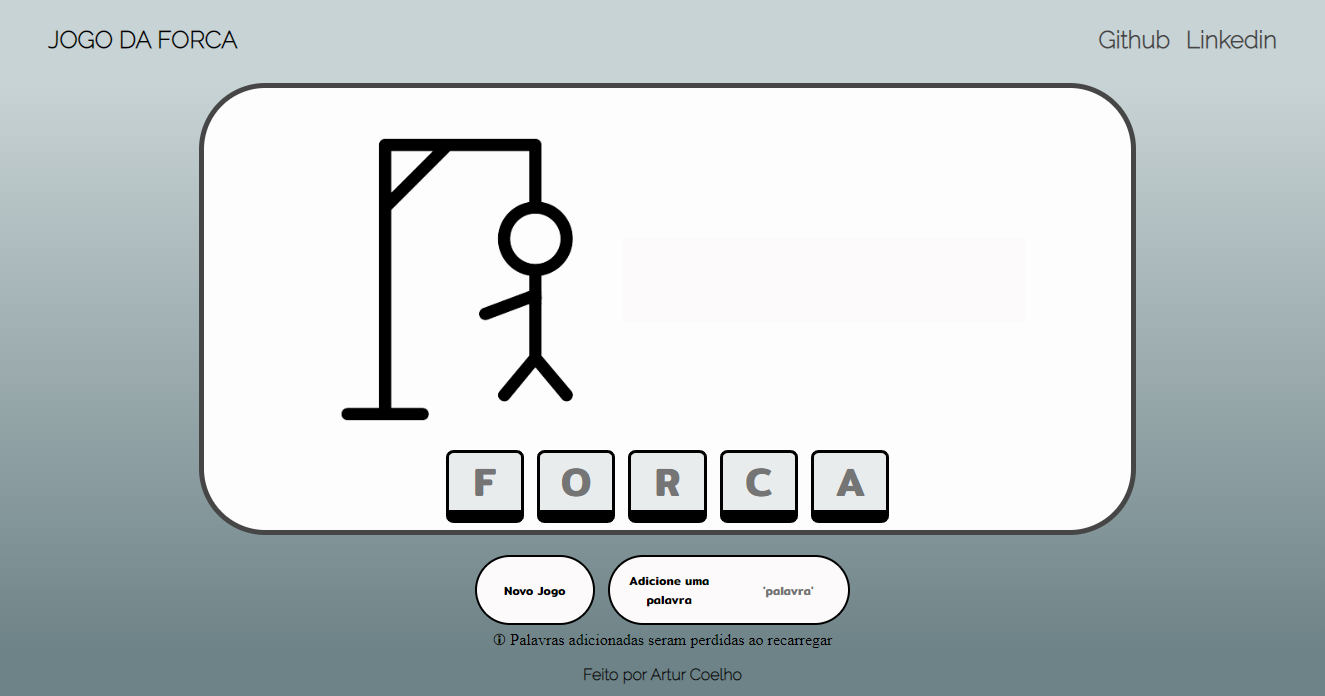 JOGO DA FORCA
Github Linkedin
F O R C A
Novo Jogo
Adicione uma
palavra
"palavra"
🛈 Palavras adicionadas seram perdidas ao recarregar
Feito por Artur Coelho